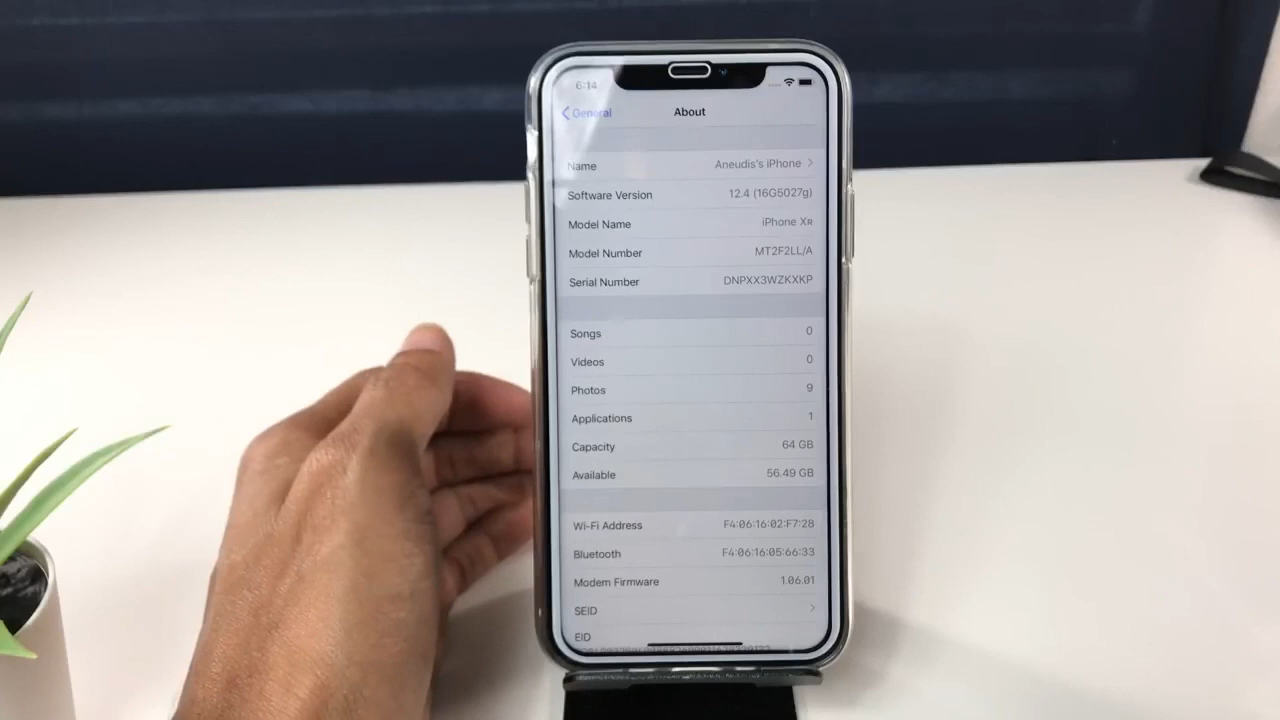 6:14
General
About
Name Aneudis's iPhone
Software Version 12.4 (16G5027g)
Model Name iPhone XR
Model Number MT2F2LL/A
Serial Number DNPXX3WZKXKP
Songs 0
Videos 0
Photos 9
Applications 1
Capacity 64 GB
Available 56.49 GB
Wi-Fi Address F4:06:16:02:F7:28
Bluetooth F4:06:16:05:66:33
Modem Firmware 1.06.01
SEID
EID